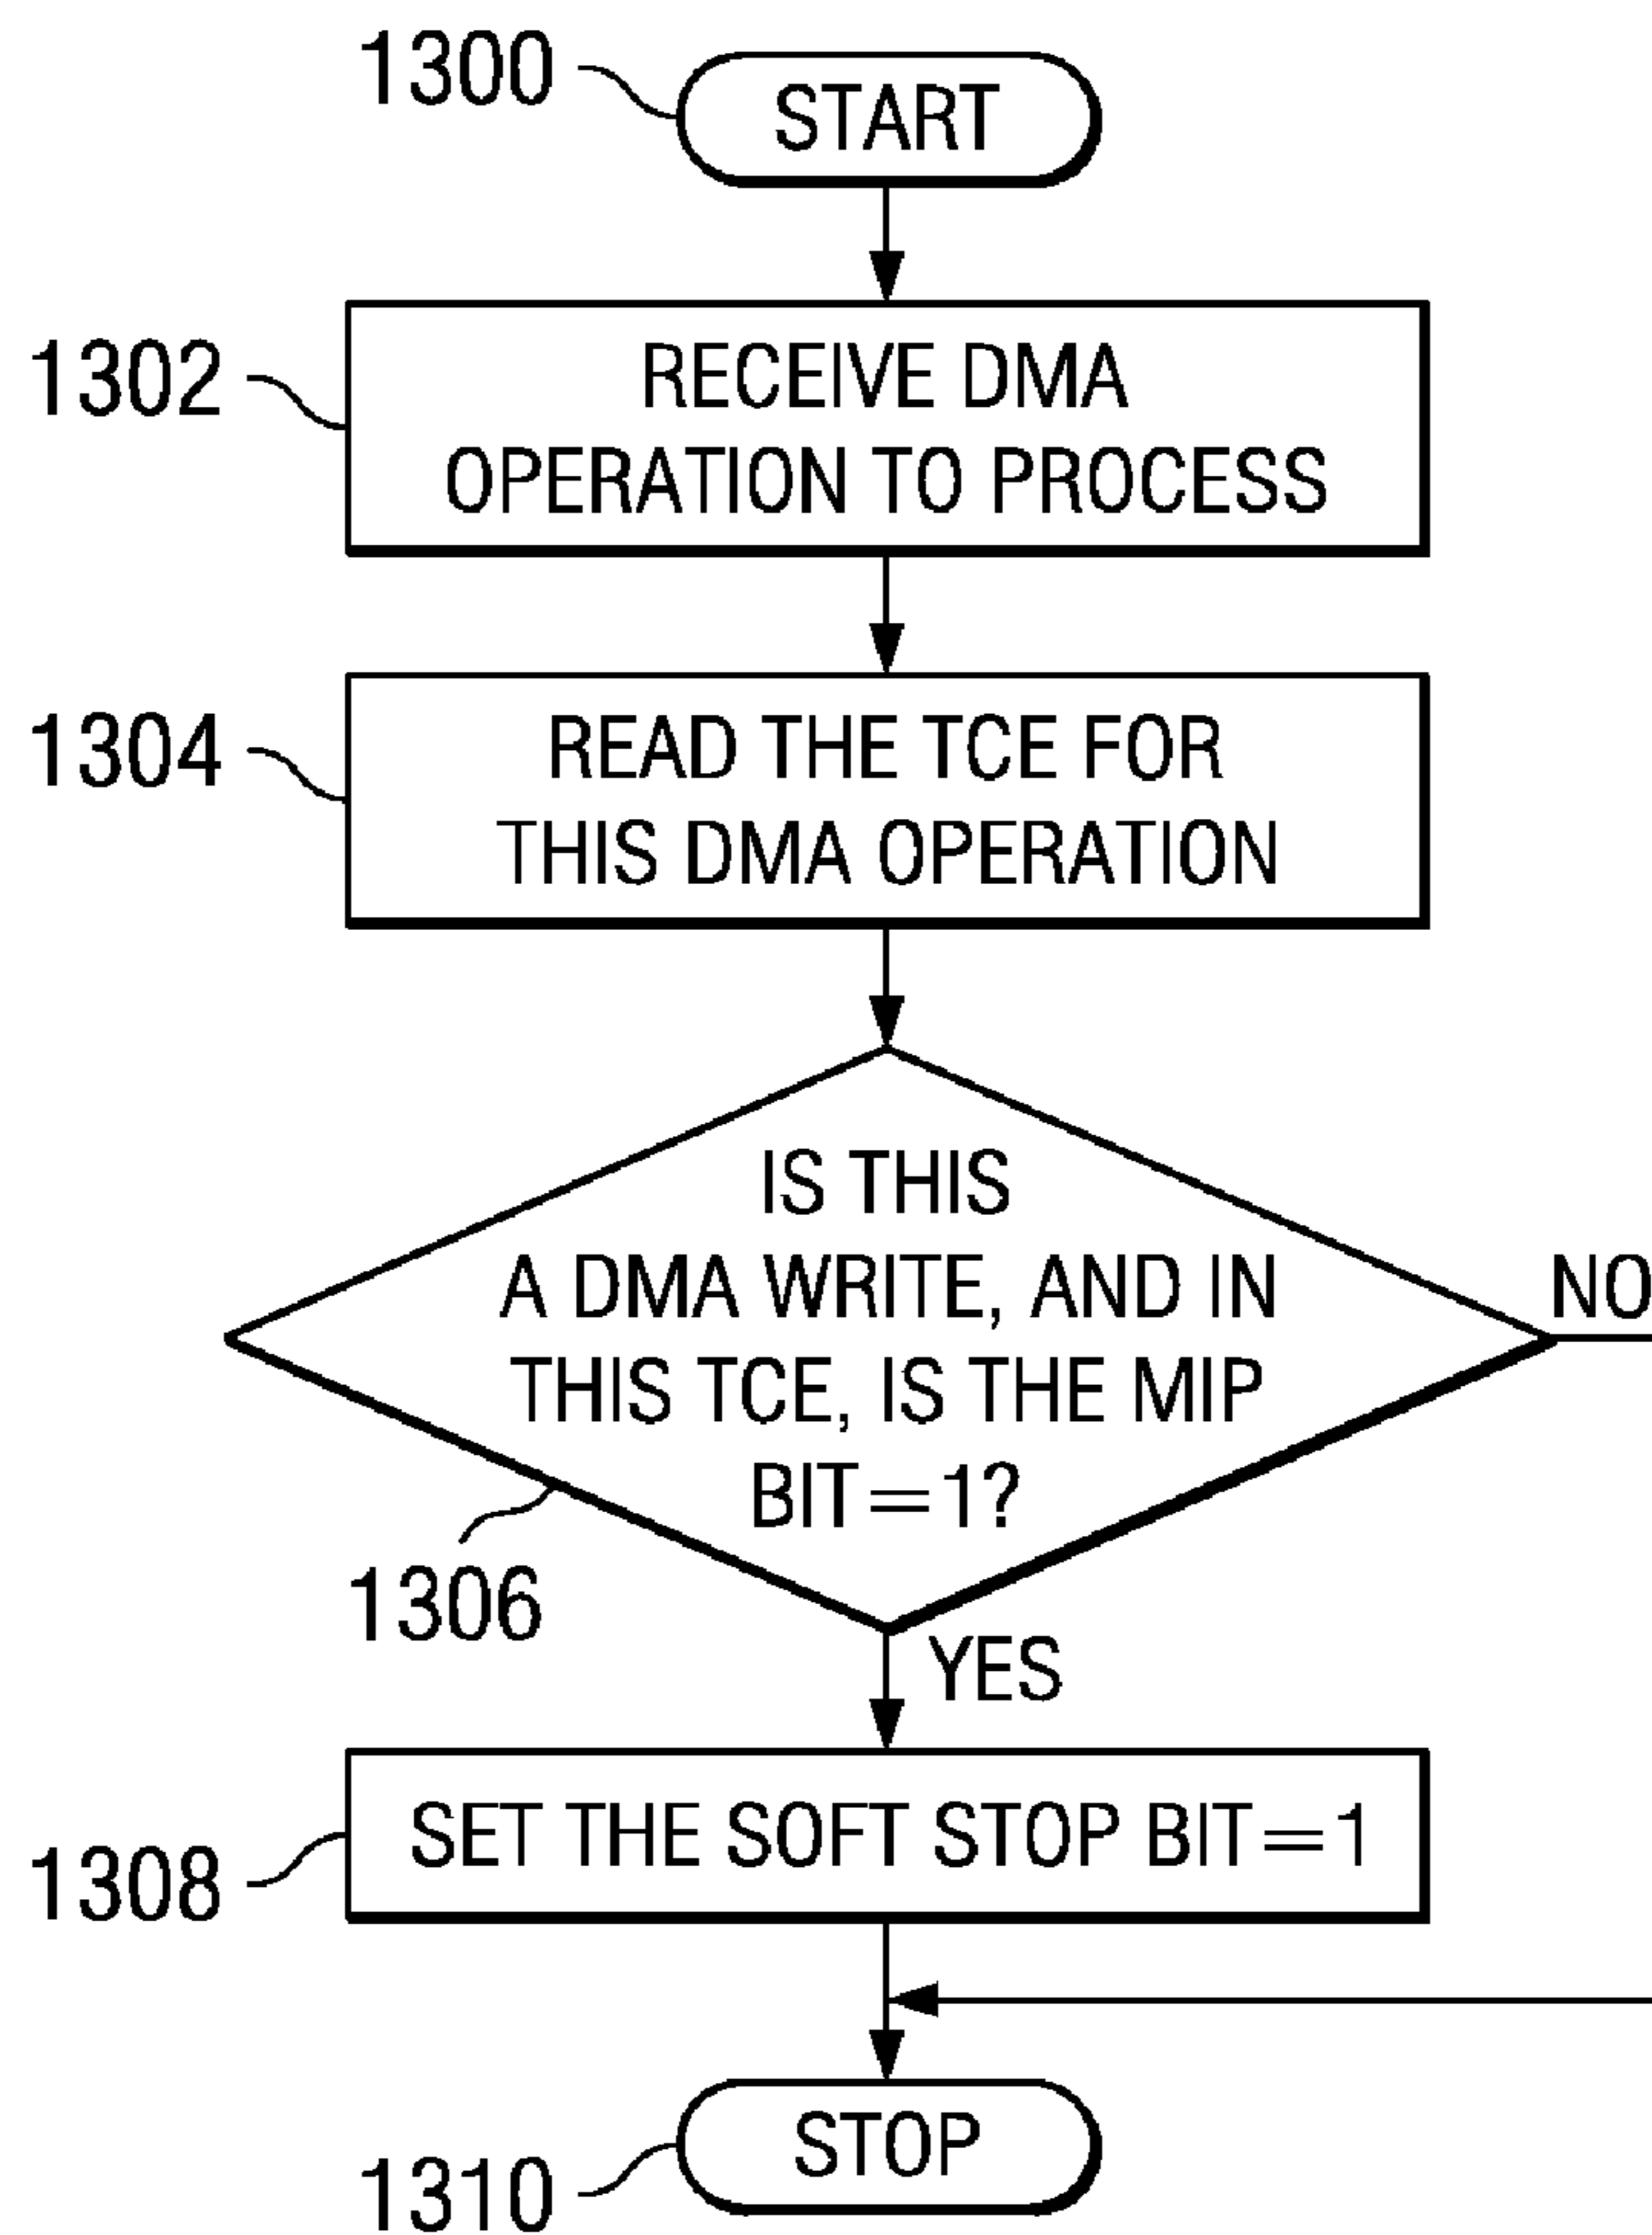 1300
START
1302
RECEIVE DMA
OPERATION TO PROCESS
1304
READ THE TCE FOR
THIS DMA OPERATION
IS THIS
A DMA WRITE, AND IN
THIS TCE, IS THE MIP
BIT=1?
NO
1306
YES
SET THE SOFT STOP BIT=1
1308
STOP
1310